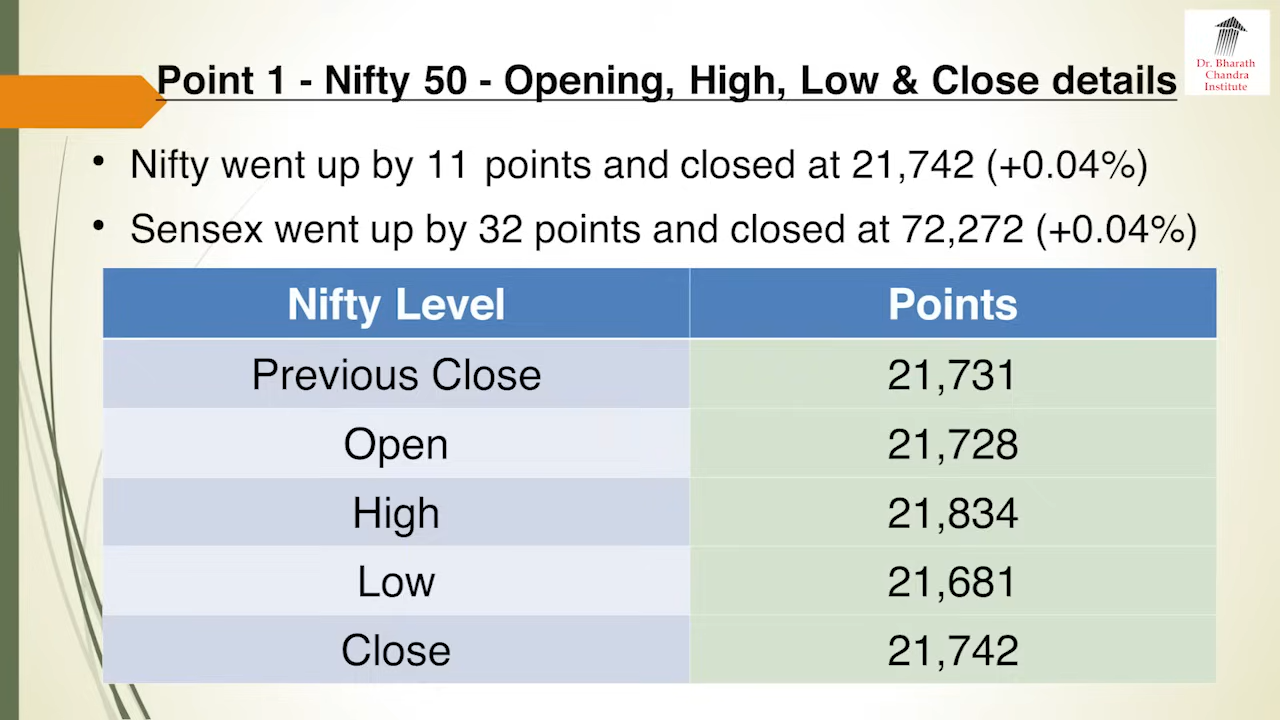 Point 1 - Nifty 50 - Opening, High, Low & Close details
Dr. Bharath
Chandra
Institute
• Nifty went up by 11 points and closed at 21,742 (+0.04%)
• Sensex went up by 32 points and closed at 72,272 (+0.04%)
Nifty Level Points
Previous Close 21,731
Open 21,728
High 21,834
Low 21,681
Close 21,742